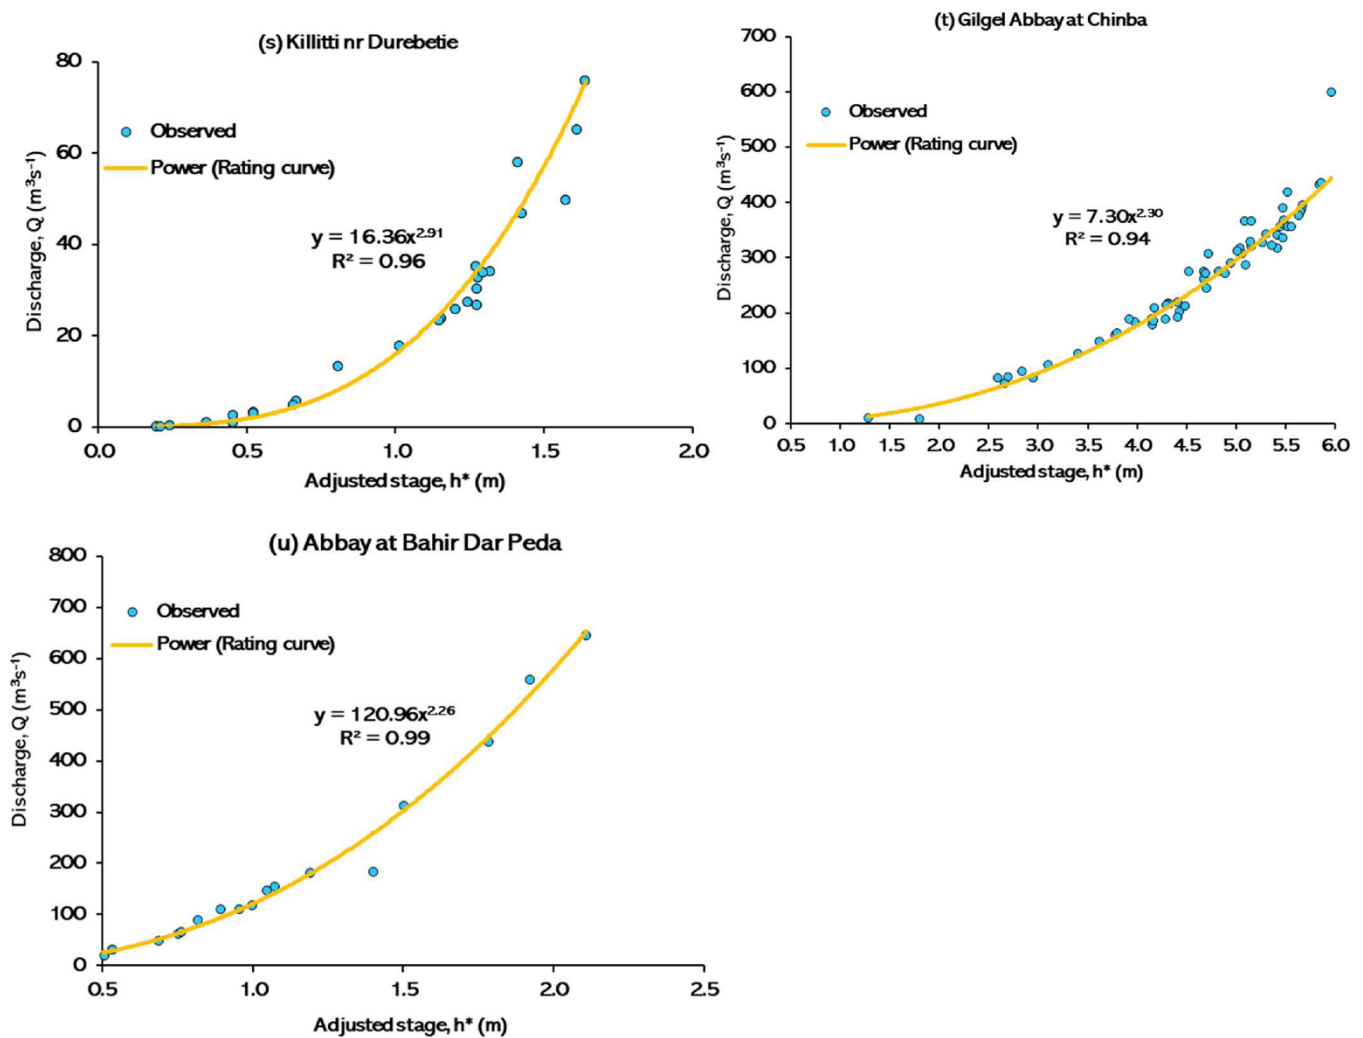 (s) Killitti nr Durebetie
80
60
40
20
0
Discharge, Q (m³s⁻¹)
Observed
Power (Rating curve)
y = 16.36x²·⁹¹
R² = 0.96
0.0 0.5 1.0 1.5 2.0
Adjusted stage, h* (m)
(t) Gilgel Abbay at Chinba
700
600
500
400
300
200
100
0
Discharge, Q (m³s⁻¹)
Observed
Power (Rating curve)
y = 7.30x²·³⁰
R² = 0.94
0.5 1.0 1.5 2.0 2.5 3.0 3.5 4.0 4.5 5.0 5.5 6.0
Adjusted stage, h* (m)
(u) Abbay at Bahir Dar Peda
800
700
600
500
400
300
200
100
0
Discharge, Q (m³s⁻¹)
Observed
Power (Rating curve)
y = 120.96x²·²⁶
R² = 0.99
0.5 1.0 1.5 2.0 2.5
Adjusted stage, h* (m)